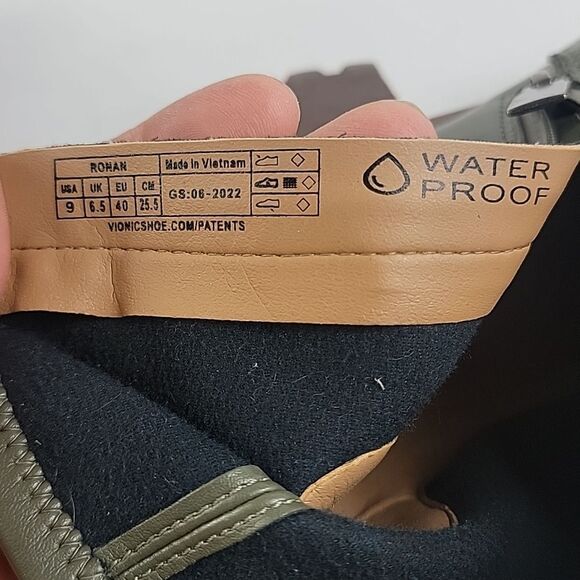 RONAN Made in Vietnam
USA UK EU CM
9 6.5 40 25.5 GS:06-2022
VIONICSHOE.COM/PATENTS
WATER
PROOF